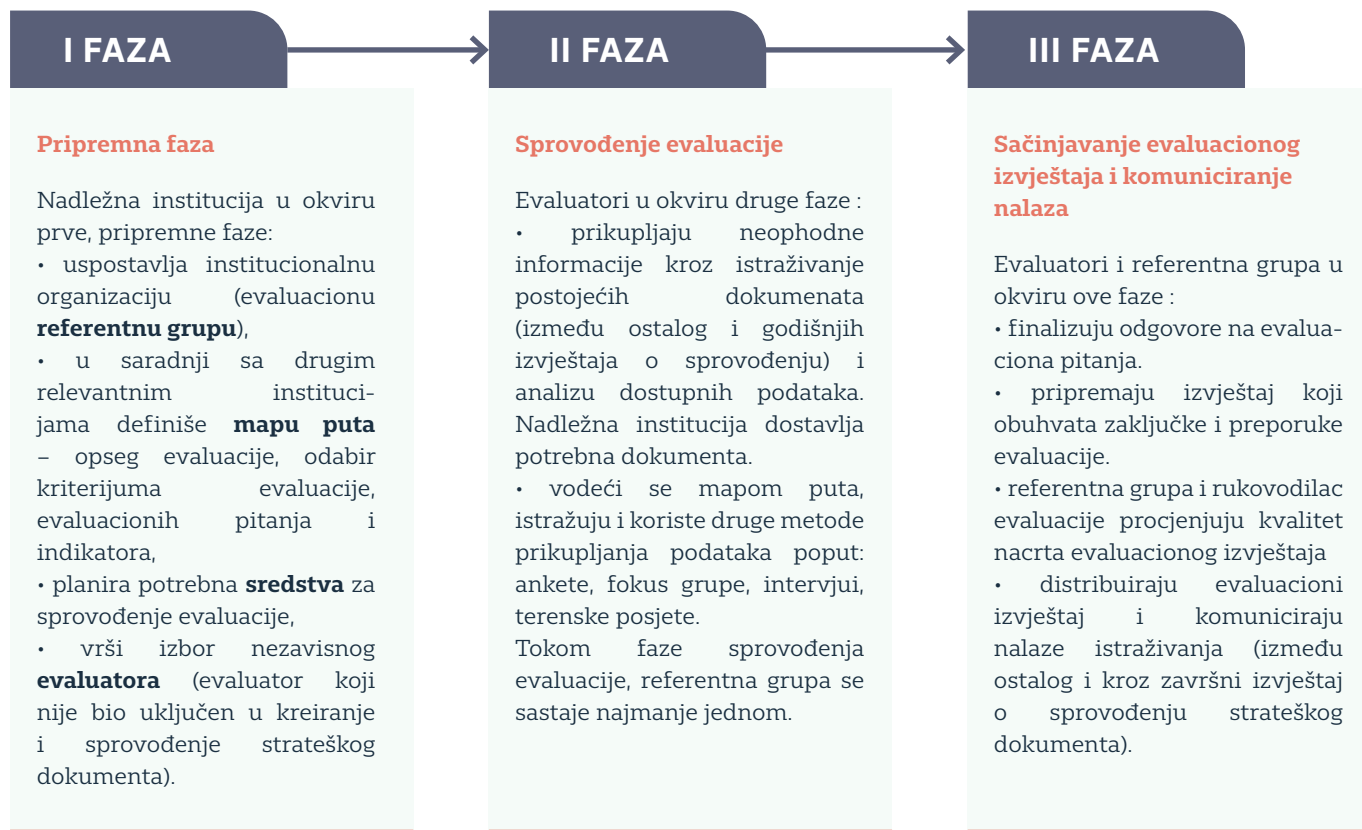 I FAZA
Pripremna faza
Nadležna institucija u okviru
prve, pripremne faze:
• uspostavlja institucionalnu
organizaciju (evaluacionu
referentnu grupu),
• u saradnji sa drugim
relevantnim instituci-
jama definiše mapu puta
– opseg evaluacije, odabir
kriterijuma evaluacije,
evaluacionih pitanja i
indikatora,
• planira potrebna sredstva za
sprovođenje evaluacije,
• vrši izbor nezavisnog
evaluatora (evaluator koji
nije bio uključen u kreiranje
i sprovođenje strateškog
dokumenta).
II FAZA
Sprovođenje evaluacije
Evaluatori u okviru druge faze :
• prikupljaju neophodne
informacije kroz istraživanje
postojećih dokumenata
(između ostalog i godišnjih
izvještaja o sprovođenju) i
analizu dostupnih podataka.
Nadležna institucija dostavlja
potrebna dokumenta.
• vodeći se mapom puta,
istražuju i koriste druge metode
prikupljanja podataka poput:
ankete, fokus grupe, intervjui,
terenske posjete.
Tokom faze sprovođenja
evaluacije, referentna grupa se
sastaje najmanje jednom.
III FAZA
Sačinjavanje evaluacionog
izvještaja i komuniciranje
nalaza
Evaluatori i referentna grupa u
okviru ove faze :
• finalizuju odgovore na evalua-
ciona pitanja.
• pripremaju izvještaj koji
obuhvata zaključke i preporuke
evaluacije.
• referentna grupa i rukovodilac
evaluacije procjenjuju kvalitet
nacrta evaluacionog izvještaja
• distribuiraju evaluacioni
izvještaj i komuniciraju
nalaze istraživanja (između
ostalog i kroz završni izvještaj
o sprovođenju strateškog
dokumenta).